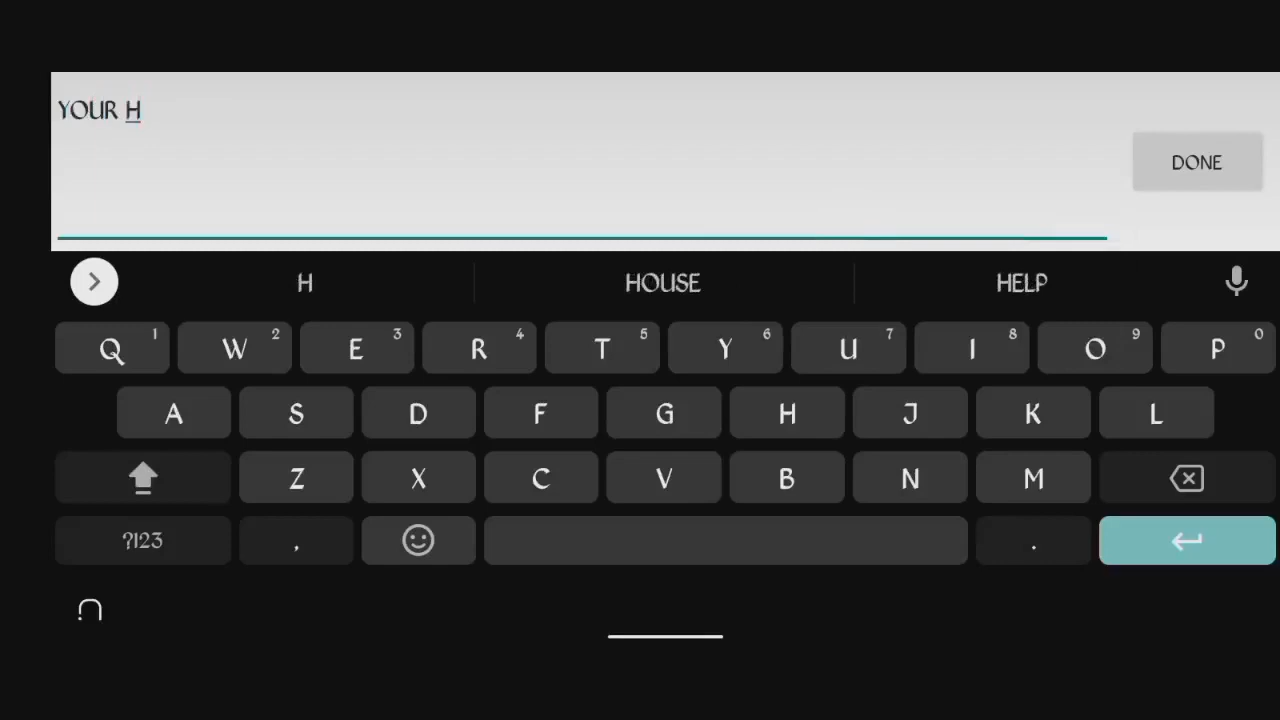 YOUR H
DONE
H HOUSE HELP
Q 1 W 2 E 3 R 4 T 5 Y 6 U 7 I 8 O 9 P 0
A S D F G H J K L
Z X C V B N M
?123 , .